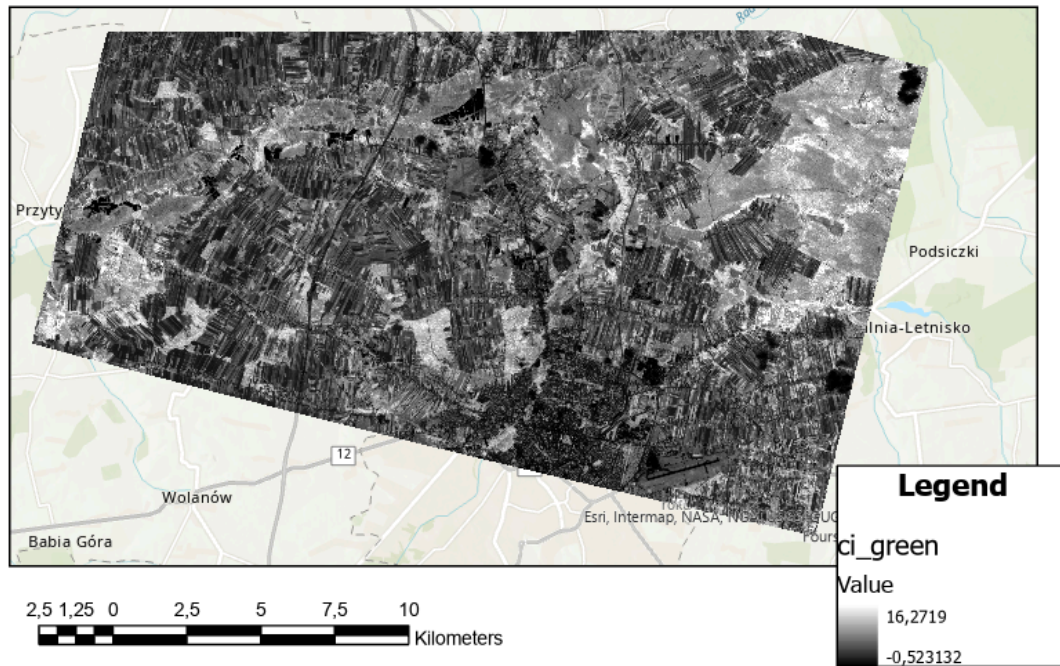 Przyty
Podsiczki
lnia-Letnisko
12
Wolanów
Babia Góra
Esri, Intermap, NASA,
Legend
ci_green
Value
16,2719
-0,523132
2,5 1,25 0 2,5 5 7,5 10
Kilometers